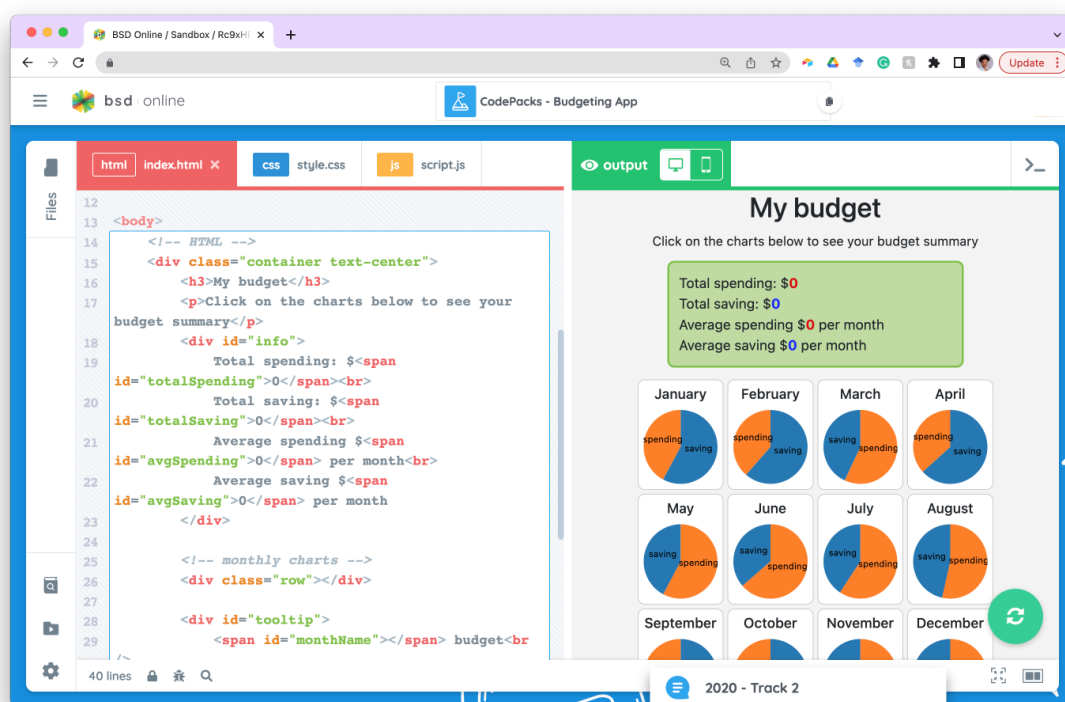 BSD Online / Sandbox / Rc9xH
Update
bsd online
CodePacks - Budgeting App
Files
html index.html
css style.css
js script.js
output
12
13 <body>
14 <!-- HTML -->
15 <div class="container text-center">
16 <h3>My budget</h3>
17 <p>Click on the charts below to see your
budget summary</p>
18 <div id="info">
19 Total spending: $<span
id="totalSpending">0</span><br>
20 Total saving: $<span
id="totalSaving">0</span><br>
21 Average spending $<span
id="avgSpending">0</span> per month<br>
22 Average saving $<span
id="avgSaving">0</span> per month
23 </div>
24
25 <!-- monthly charts -->
26 <div class="row"></div>
27
28 <div id="tooltip">
29 <span id="monthName"></span> budget<br
/>
40 lines
My budget
Click on the charts below to see your budget summary
Total spending: $0
Total saving: $0
Average spending $0 per month
Average saving $0 per month
January February March April
spending saving
spending saving
saving spending
spending saving
May June July August
saving spending
saving spending
saving spending
saving spending
September October November December
2020 - Track 2